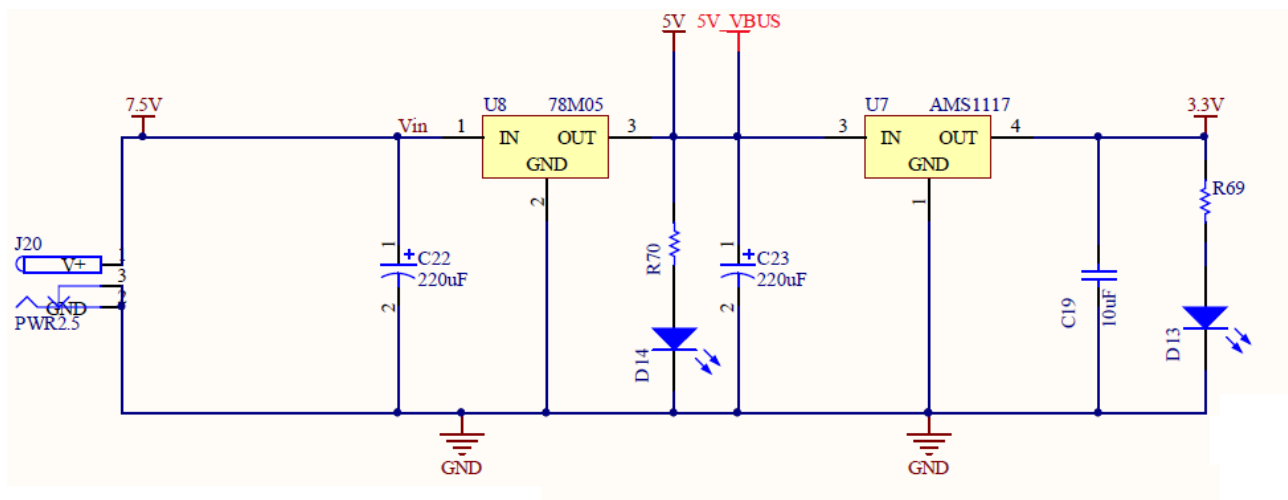 5V 5V_VBUS
7.5V
U8 78M05
U7 AMS1117
3.3V
Vin 1 IN OUT 3
GND
2
3 IN OUT 4
GND
1
R69
J20
V+ 1
3
GND 2
PWR2.5
1
C22
220uF
2
R70
D14
1
C23
220uF
2
C19
10uF
D13
GND
GND